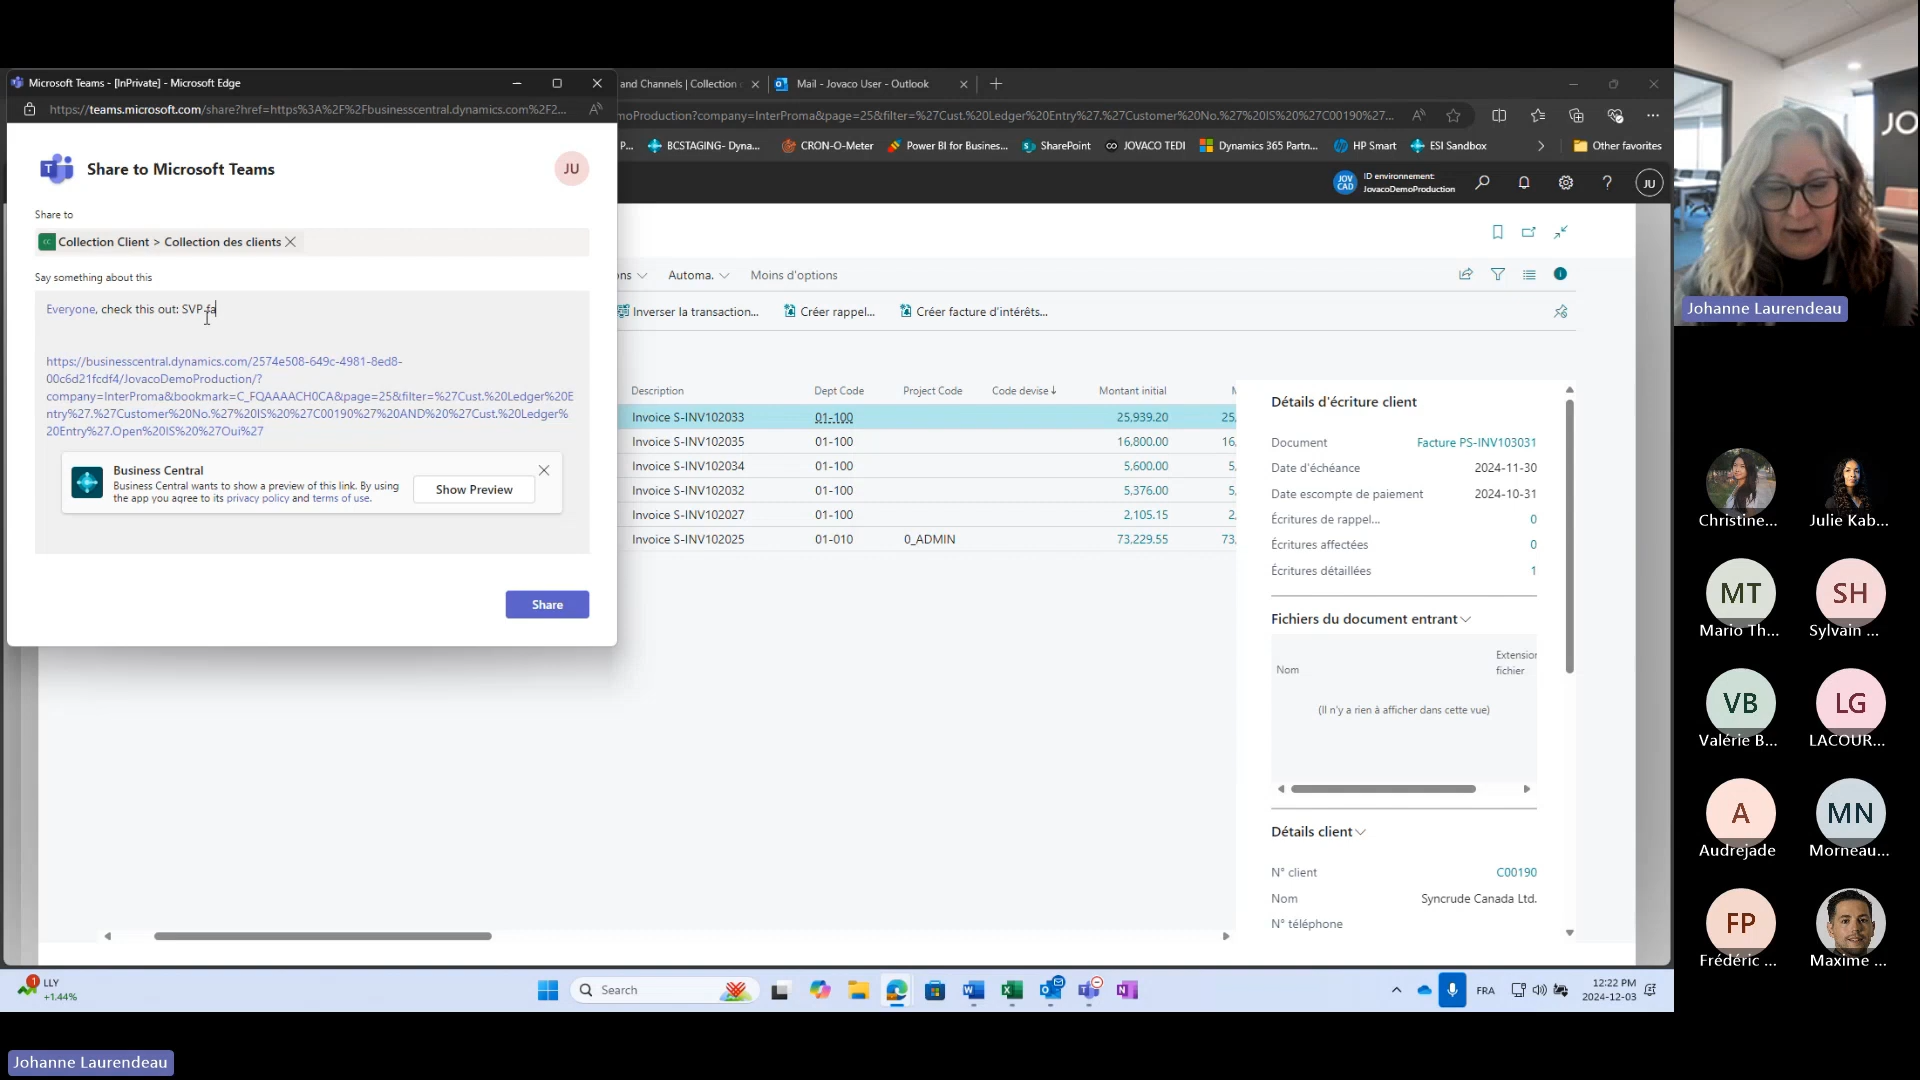 Microsoft Teams - [InPrivate] - Microsoft Edge
https://teams.microsoft.com/share?href=https%3A%2F%2Fbusinesscentral.dynamics.com%2F2...
Share to Microsoft Teams
JU
Share to
Collection Client > Collection des clients
Say something about this
Everyone, check this out: SVP fa
https://businesscentral.dynamics.com/2574e508-649c-4981-8ed8-
00c6d21fcdf4/JovacoDemoProduction/?
company=InterProma&bookmark=C_FQAAAACH0CA&page=25&filter=%27Cust.%20Ledger%20E
ntry%27.%27Customer%20No.%27%20IS%20%27C00190%27%20AND%20%27Cust.%20Ledger%
20Entry%27.Open%20IS%20%27Oui%27
Business Central
Business Central wants to show a preview of this link. By using
the app you agree to its privacy policy and terms of use.
Show Preview
Share
and Channels | Collection
Mail - Jovaco User - Outlook
moProduction?company=InterProma&page=25&filter=%27Cust.%20Ledger%20Entry%27.%27Customer%20No.%27%20IS%20%27C00190%27...
P...
BCSTAGING- Dyna...
CRON-O-Meter
Power BI for Business...
SharePoint
JOVACO TEDI
Dynamics 365 Partn...
HP Smart
ESI Sandbox
Other favorites
JOV
CAD
ID environnement:
JovacoDemoProduction
JU
ns
Automa.
Moins d'options
Inverser la transaction...
Créer rappel...
Créer facture d'intérêts...
Description Dept Code Project Code Code devise↓ Montant initial
Invoice S-INV102033 01-100 25,939.20 25,
Invoice S-INV102035 01-100 16,800.00 16,
Invoice S-INV102034 01-100 5,600.00 5,
Invoice S-INV102032 01-100 5,376.00 5,
Invoice S-INV102027 01-100 2,105.15 2,
Invoice S-INV102025 01-010 0_ADMIN 73,229.55 73,
Détails d'écriture client
Document Facture PS-INV103031
Date d'échéance 2024-11-30
Date escompte de paiement 2024-10-31
Écritures de rappel... 0
Écritures affectées 0
Écritures détaillées 1
Fichiers du document entrant
Nom
Extension
fichier
(Il n'y a rien à afficher dans cette vue)
Détails client
N° client C00190
Nom Syncrude Canada Ltd.
N° téléphone
1
LLY
+1.44%
Search
FRA
12:22 PM
2024-12-03
JO
Johanne Laurendeau
Christine...
Julie Kab...
MT
Mario Th...
SH
Sylvain ...
VB
Valérie B...
LG
LACOUR...
A
Audrejade
MN
Morneau...
FP
Frédéric ...
Maxime ...
Johanne Laurendeau